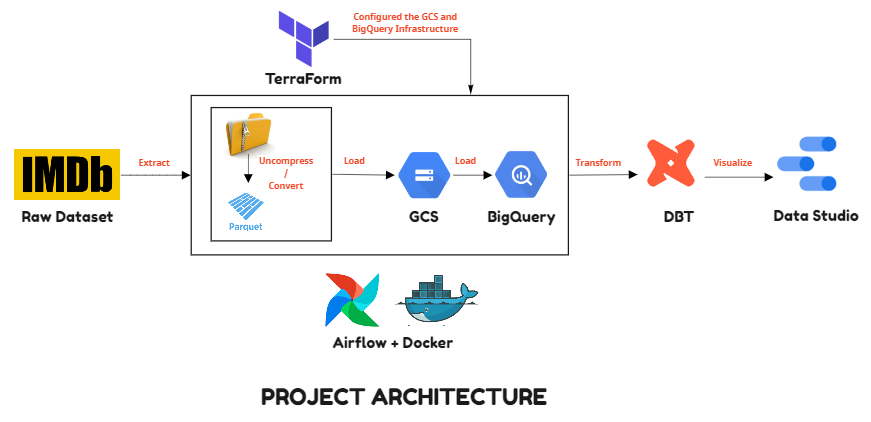 Configured the GCS and
BigQuery Infrastructure
TerraForm
IMDb
Raw Dataset
Extract
Uncompress
/
Convert
Parquet
Load
GCS
Load
BigQuery
Transform
DBT
Visualize
Data Studio
Airflow + Docker
PROJECT ARCHITECTURE